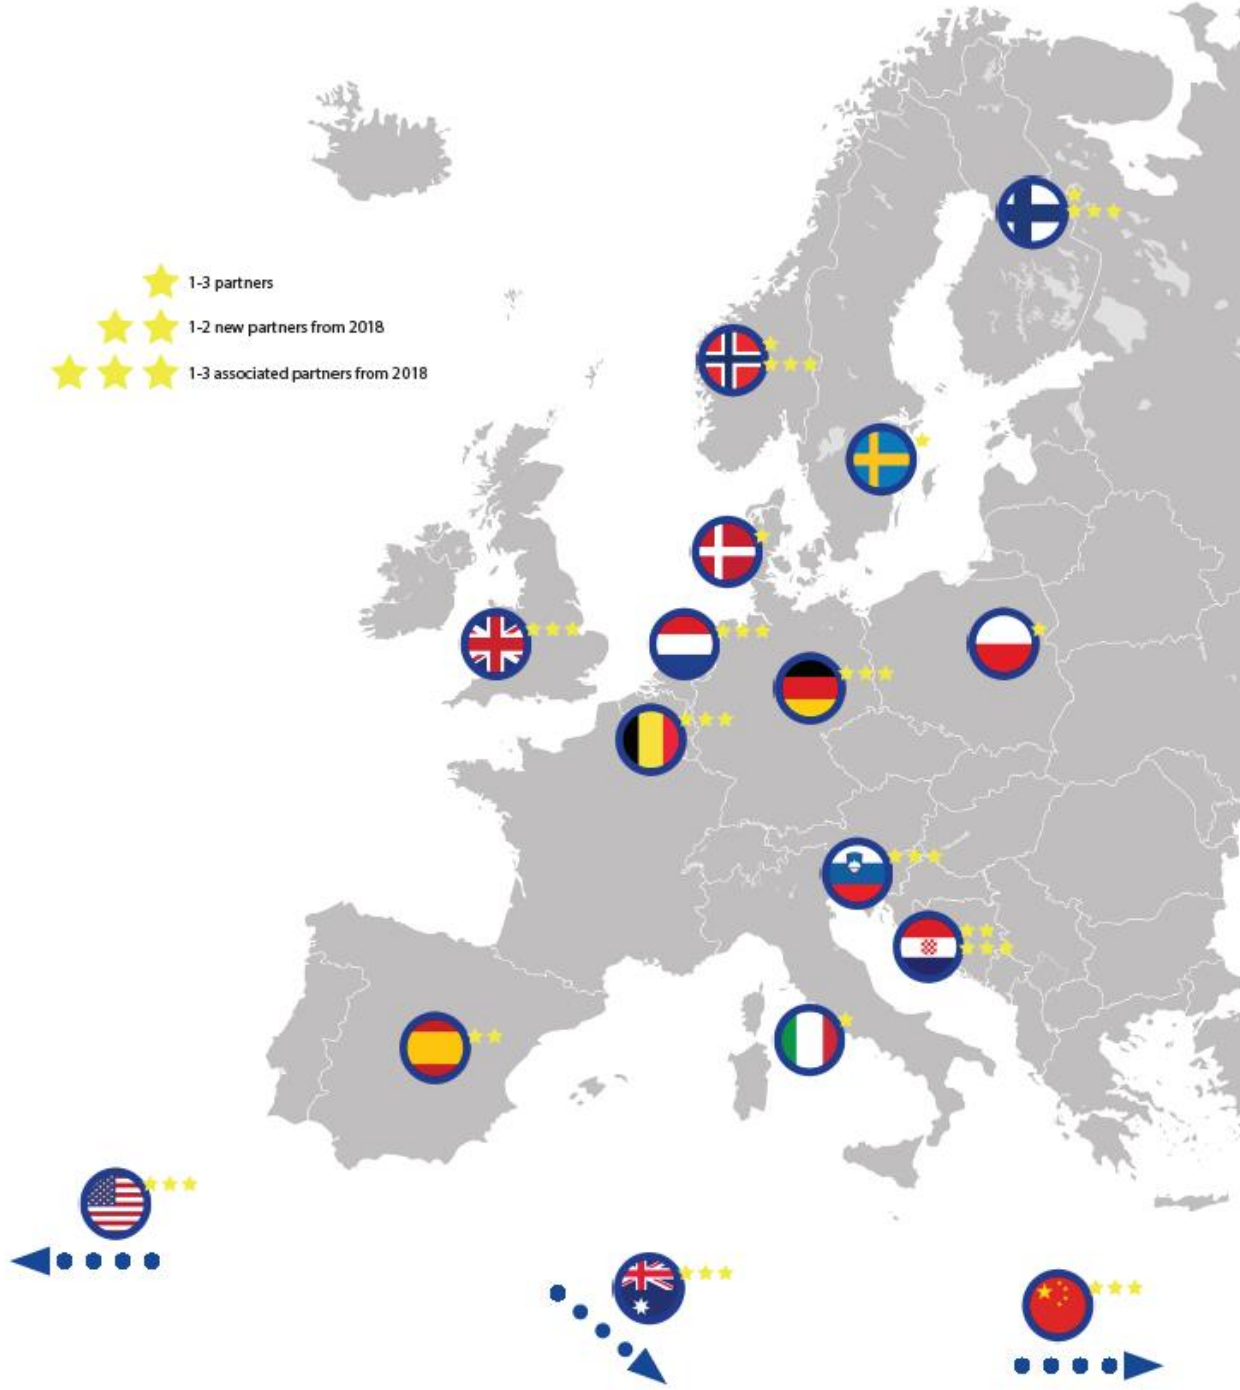 1-3 partners
1-2 new partners from 2018
1-3 associated partners from 2018